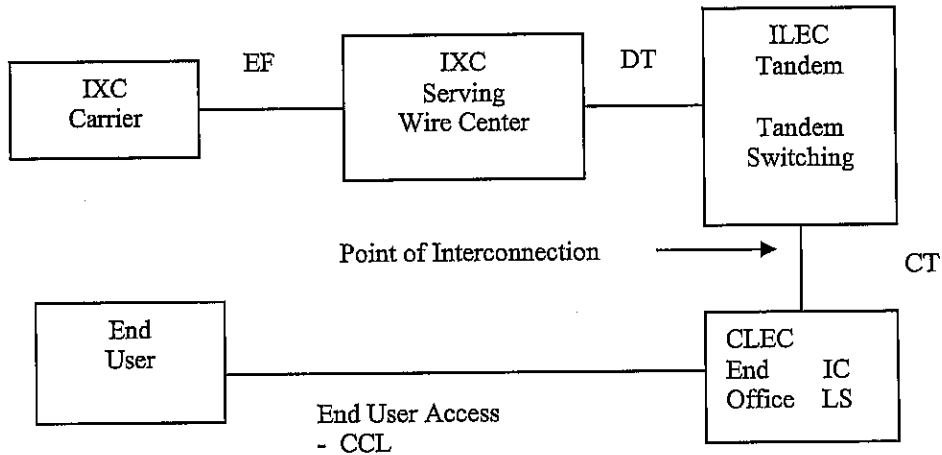 IXC
Carrier
EF
IXC
Serving
Wire Center
DT
ILEC
Tandem
Tandem
Switching
Point of Interconnection
CT
End
User
End User Access
- CCL
CLEC
End IC
Office LS